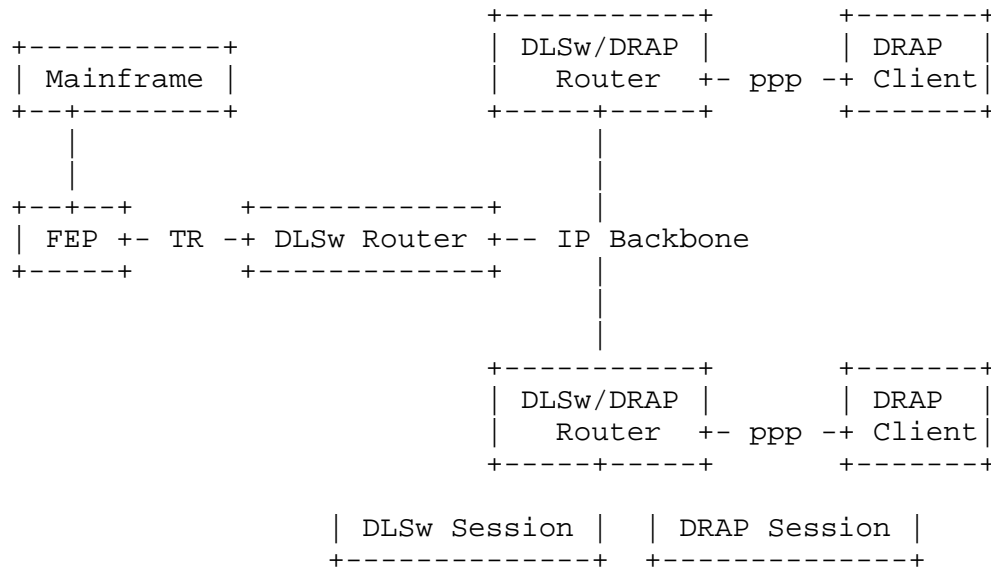 DLSw/DRAP DRAP
Mainframe Router ppp Client
FEP TR DLSw Router IP Backbone
DLSw/DRAP DRAP
Router ppp Client
DLSw Session DRAP Session